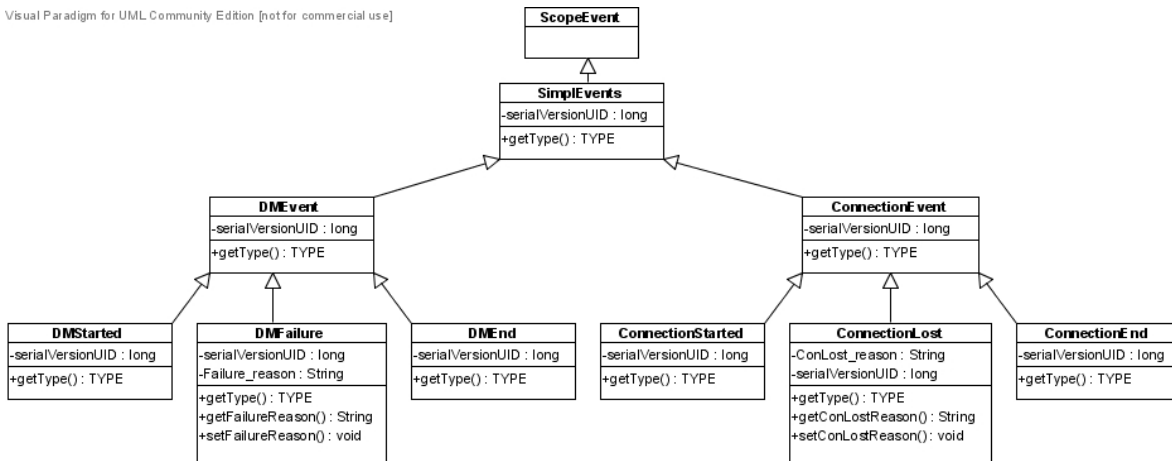 Visual Paradigm for UML Community Edition [not for commercial use]
ScopeEvent
SimplEvents
-serialVersionUID : long
+getType() : TYPE
DMEvent
-serialVersionUID : long
+getType() : TYPE
ConnectionEvent
-serialVersionUID : long
+getType() : TYPE
DMStarted
-serialVersionUID : long
+getType() : TYPE
DMFailure
-serialVersionUID : long
-Failure_reason : String
+getType() : TYPE
+getFailureReason() : String
+setFailureReason() : void
DMEnd
-serialVersionUID : long
+getType() : TYPE
ConnectionStarted
-serialVersionUID : long
+getType() : TYPE
ConnectionLost
-ConLost_reason : String
-serialVersionUID : long
+getType() : TYPE
+getConLostReason() : String
+setConLostReason() : void
ConnectionEnd
-serialVersionUID : long
+getType() : TYPE